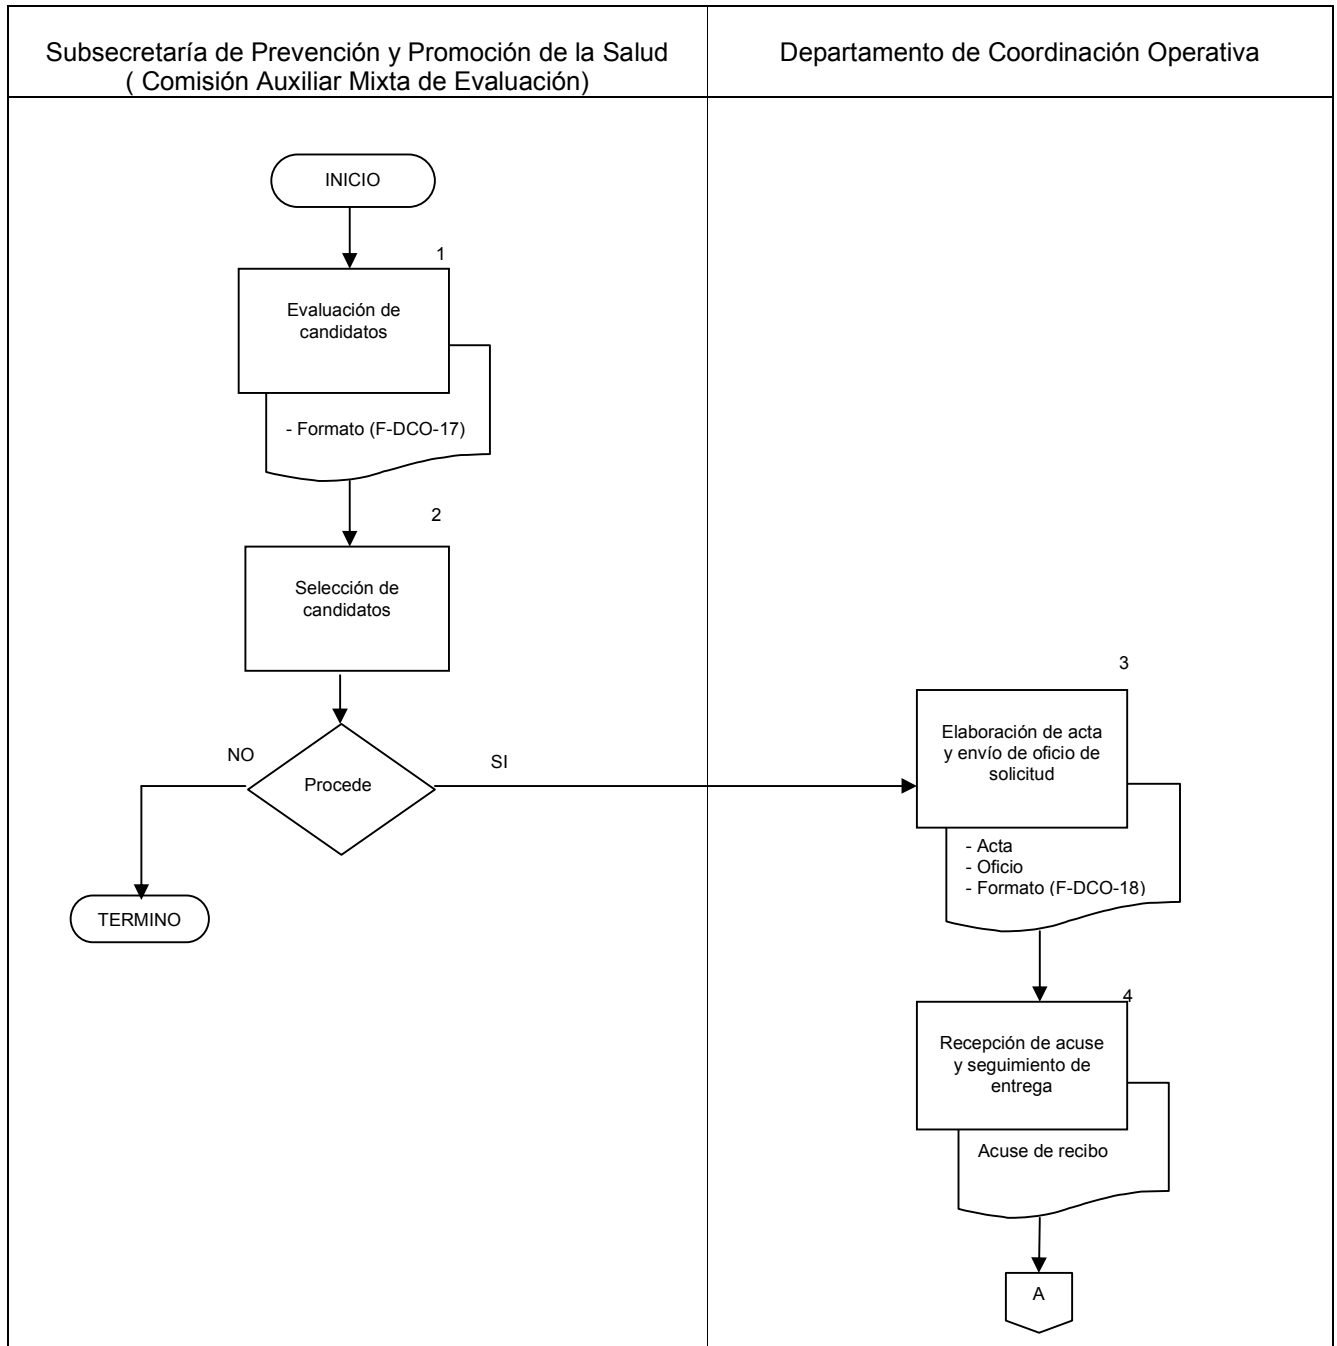 Subsecretaría de Prevención y Promoción de la Salud
( Comisión Auxiliar Mixta de Evaluación)
Departamento de Coordinación Operativa
INICIO
1
Evaluación de
candidatos
- Formato (F-DCO-17)
2
Selección de
candidatos
Procede
NO
SI
TERMINO
3
Elaboración de acta
y envío de oficio de
solicitud
- Acta
- Oficio
- Formato (F-DCO-18)
4
Recepción de acuse
y seguimiento de
entrega
Acuse de recibo
A